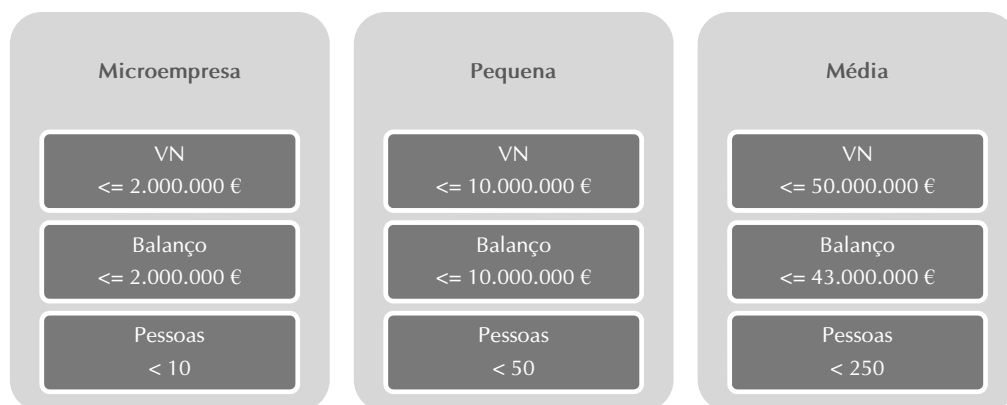 Microempresa
VN
<= 2.000.000 €
Balanço
<= 2.000.000 €
Pessoas
< 10
Pequena
VN
<= 10.000.000 €
Balanço
<= 10.000.000 €
Pessoas
< 50
Média
VN
<= 50.000.000 €
Balanço
<= 43.000.000 €
Pessoas
< 250